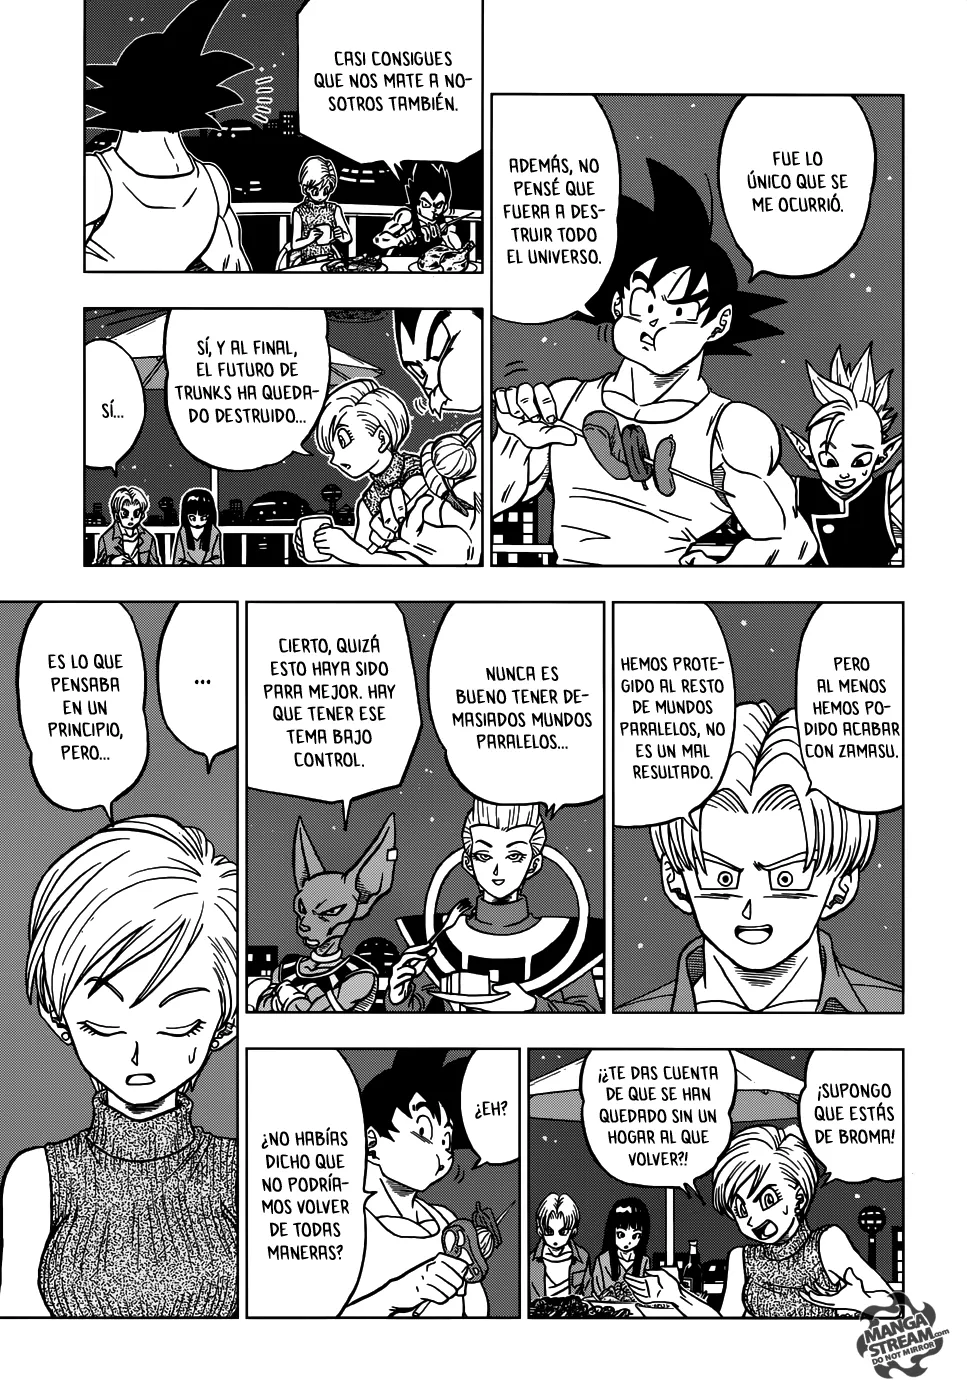 FUE LO
ÚNICO QUE SE
ME OCURRIÓ.
ADEMÁS, NO
PENSÉ QUE
FUERA A DES-
TRUIR TODO
EL UNIVERSO.
CASI CONSIGUES
QUE NOS MATE A NO-
SOTROS TAMBIÉN.
SÍ, Y AL FINAL,
EL FUTURO DE
TRUNKS HA QUEDA-
DO DESTRUIDO...
SÍ...
PERO
AL MENOS
HEMOS PO-
DIDO ACABAR
CON ZAMASU.
HEMOS PROTE-
GIDO AL RESTO
DE MUNDOS
PARALELOS, NO
ES UN MAL
RESULTADO.
NUNCA ES
BUENO TENER DE-
MASIADOS MUNDOS
PARALELOS...
CIERTO, QUIZÁ
ESTO HAYA SIDO
PARA MEJOR. HAY
QUE TENER ESE
TEMA BAJO
CONTROL.
¡SUPONGO
QUE ESTÁS
DE BROMA!
¡¿TE DAS CUENTA
DE QUE SE HAN
QUEDADO SIN UN
HOGAR AL QUE
VOLVER?!
¿EH?
¿NO HABÍAS
DICHO QUE
NO PODRÍA-
MOS VOLVER
DE TODAS
MANERAS?
...
ES LO QUE
PENSABA
EN UN
PRINCIPIO,
PERO...
MANGA
STREAM.com
DO NOT MIRROR